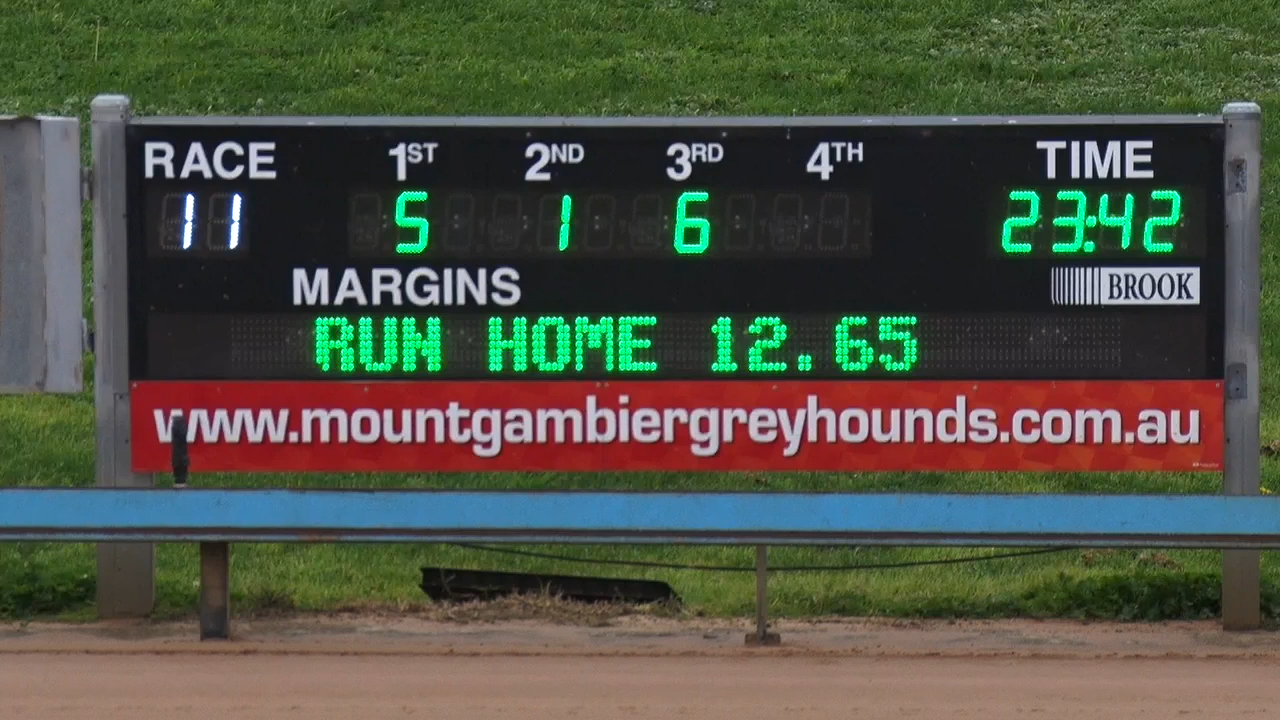 RACE 1ST 2ND 3RD 4TH TIME
11 5 1 6 23:42
MARGINS BROOK
RUN HOME 12.65
www.mountgambiergreyhounds.com.au